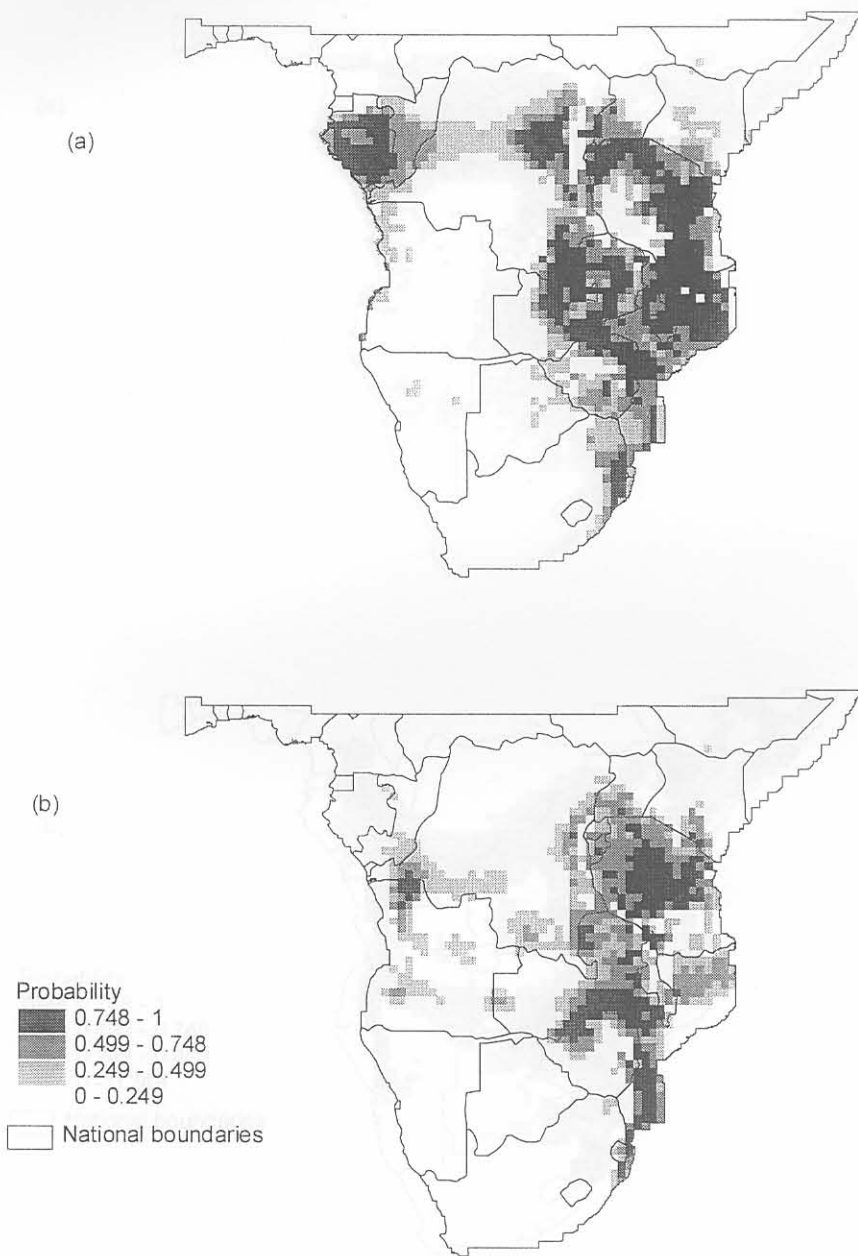 (a)
(b)
Probability
0.748 - 1
0.499 - 0.748
0.249 - 0.499
0 - 0.249
National boundaries